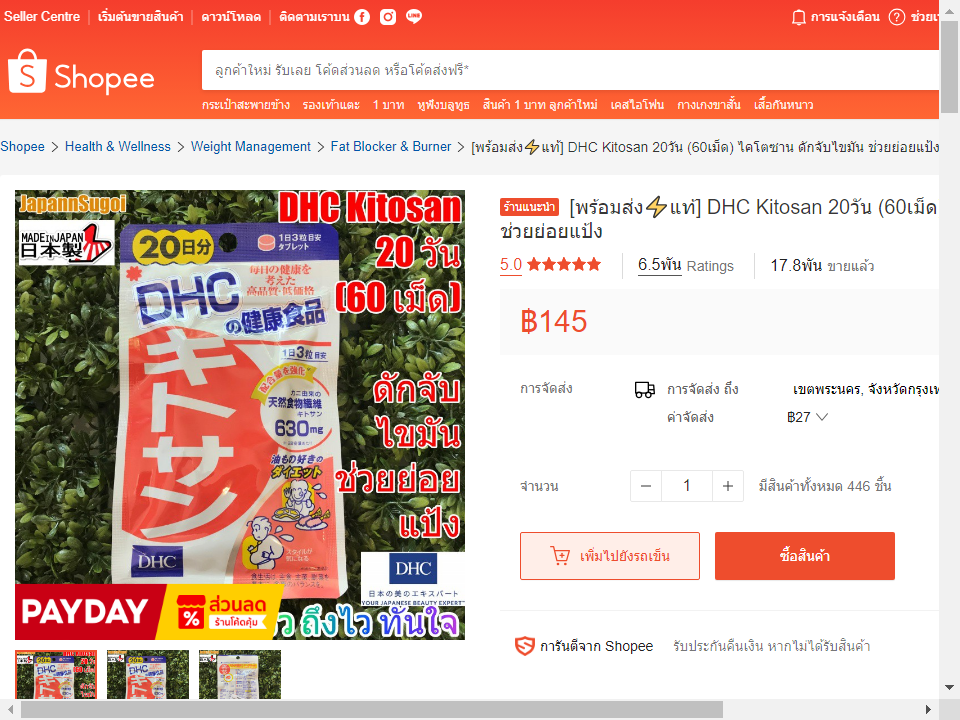 Seller Centre
เริ่มต้นขายสินค้า
ดาวน์โหลด
ติดตามเราบน
การแจ้งเตือน
Shopee
ลูกค้าใหม่ รับเลย โค้ดส่วนลด หรือโค้ดส่งฟรี*
กระเป๋าสะพายข้าง รองเท้าแตะ 1 บาท หูฟังบลูทูธ สินค้า 1 บาท ลูกค้าใหม่ เคสไอโฟน กางเกงขาสั้น เสื้อกันหนาว
Shopee > Health & Wellness > Weight Management > Fat Blocker & Burner > [พร้อมส่ง⚡แท้] DHC Kitosan 20วัน (60เม็ด) ไคโตซาน ดักจับไขมัน ช่วยย่อยแป้ง
JapannSugoi
MADE IN JAPAN
日本製
DHC Kitosan
20 วัน
(60 เม็ด)
20日分
1日3粒目安
タブレット
毎日の健康を
考えた
高品質・低価格
DHC
の健康食品
1日3粒目安
配合量を強化
カニ由来の
天然食物繊維
キトサン
630mg
キトサン
油もの好きの
ダイエット
スタイルが
気になる
DHC
ดักจับ
ไขมัน
ช่วยย่อย
แป้ง
DHC
日本の美のエキスパート
YOUR JAPANESE BEAUTY EXPERT
PAYDAY
ส่วนลด
ร้านโค้ดคุ้ม
ว ถึงไว ทันใจ
ร้านแนะนำ
[พร้อมส่ง⚡แท้] DHC Kitosan 20วัน (60เม็ด
ช่วยย่อยแป้ง
5.0
6.5พัน Ratings
17.8พัน ขายแล้ว
฿145
การจัดส่ง
การจัดส่ง ถึง
เขตพระนคร, จังหวัดกรุงเท
ค่าจัดส่ง
฿27
จำนวน
1
มีสินค้าทั้งหมด 446 ชิ้น
เพิ่มไปยังรถเข็น
ซื้อสินค้า
การันตีจาก Shopee
รับประกันคืนเงิน หากไม่ได้รับสินค้า